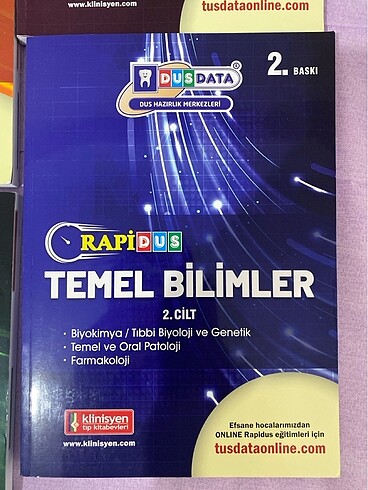 www.klinisyen.com
tusdataonline.com
DUSDATA
DUS HAZIRLIK MERKEZLERİ
2. BASKI
RAPİDUS
TEMEL BİLİMLER
2. CİLT
· Biyokimya / Tıbbi Biyoloji ve Genetik
· Temel ve Oral Patoloji
· Farmakoloji
klinisyen
tıp kitabevleri
www.klinisyen.com
Efsane hocalarımızdan
ONLINE Rapidus eğitimleri için
tusdataonline.com